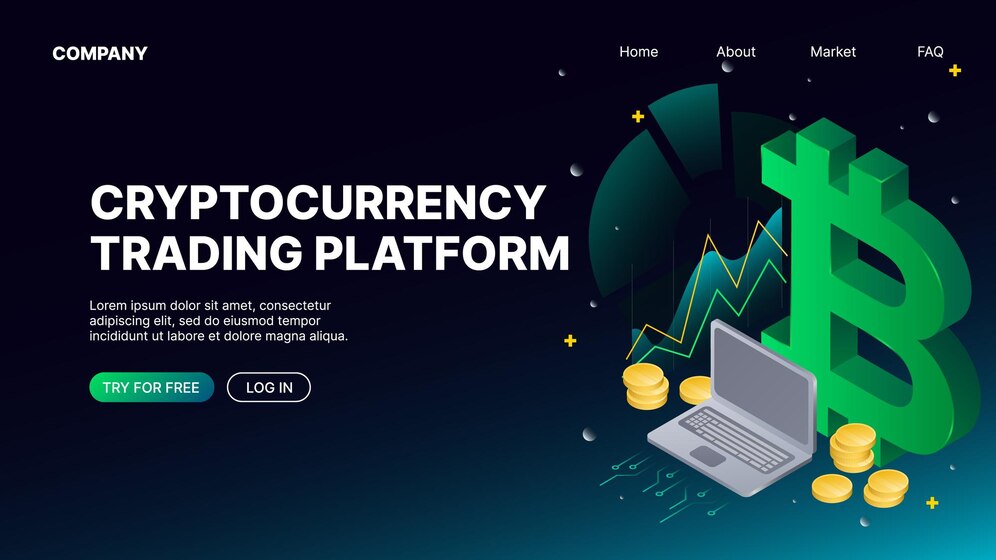 COMPANY
Home About Market FAQ
CRYPTOCURRENCY
TRADING PLATFORM
Lorem ipsum dolor sit amet, consectetur
adipiscing elit, sed do eiusmod tempor
incididunt ut labore et dolore magna aliqua.
TRY FOR FREE LOG IN